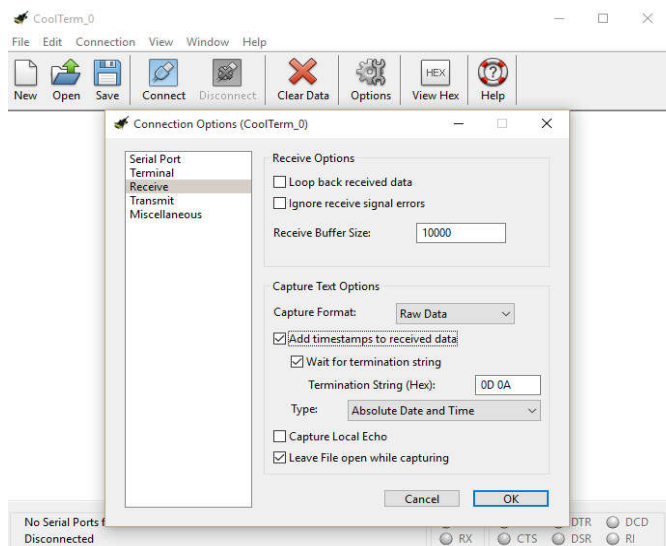 CoolTerm_0
File Edit Connection View Window Help
New Open Save Connect Disconnect Clear Data Options HEX View Hex Help
Connection Options (CoolTerm_0)
Serial Port
Terminal
Receive
Transmit
Miscellaneous
Receive Options
Loop back received data
Ignore receive signal errors
Receive Buffer Size: 10000
Capture Text Options
Capture Format: Raw Data
Add timestamps to received data
Wait for termination string
Termination String (Hex): 0D 0A
Type: Absolute Date and Time
Capture Local Echo
Leave File open while capturing
Cancel OK
No Serial Ports DTR DCD
Disconnected RX CTS DSR RI